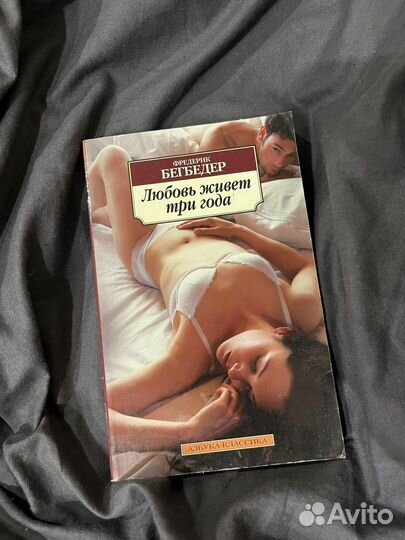 ФРЕДЕРИК
БЕГБЕДЕР
Любовь живет
три года
АЗБУКА-КЛАССИКА
Avito